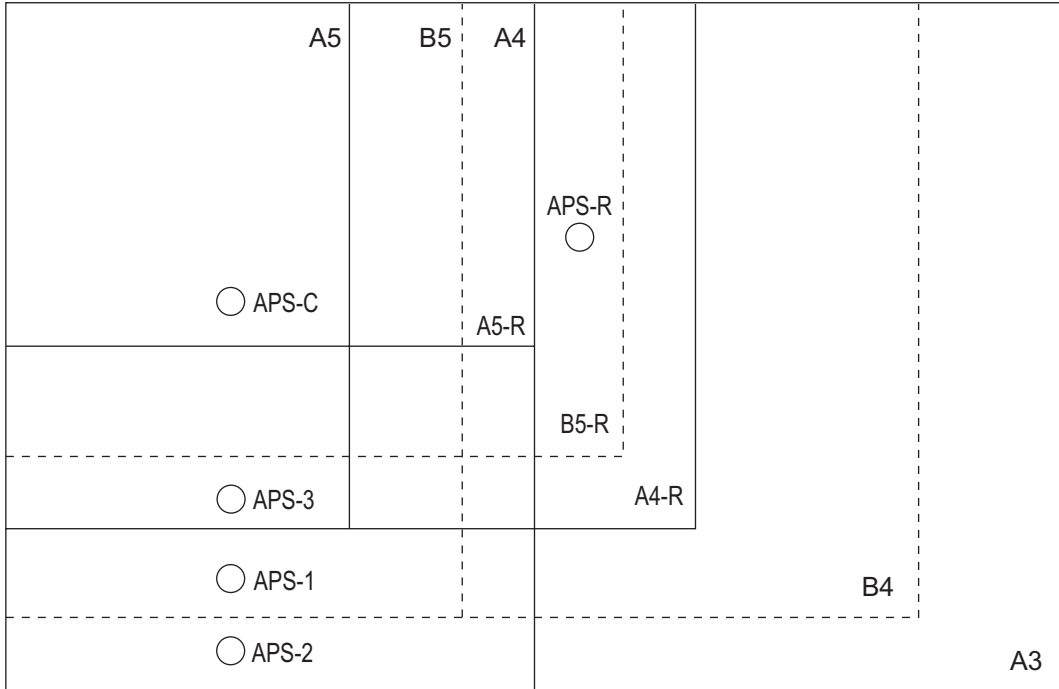 A5
B5
A4
APS-R
APS-C
A5-R
B5-R
APS-3
A4-R
APS-1
B4
APS-2
A3